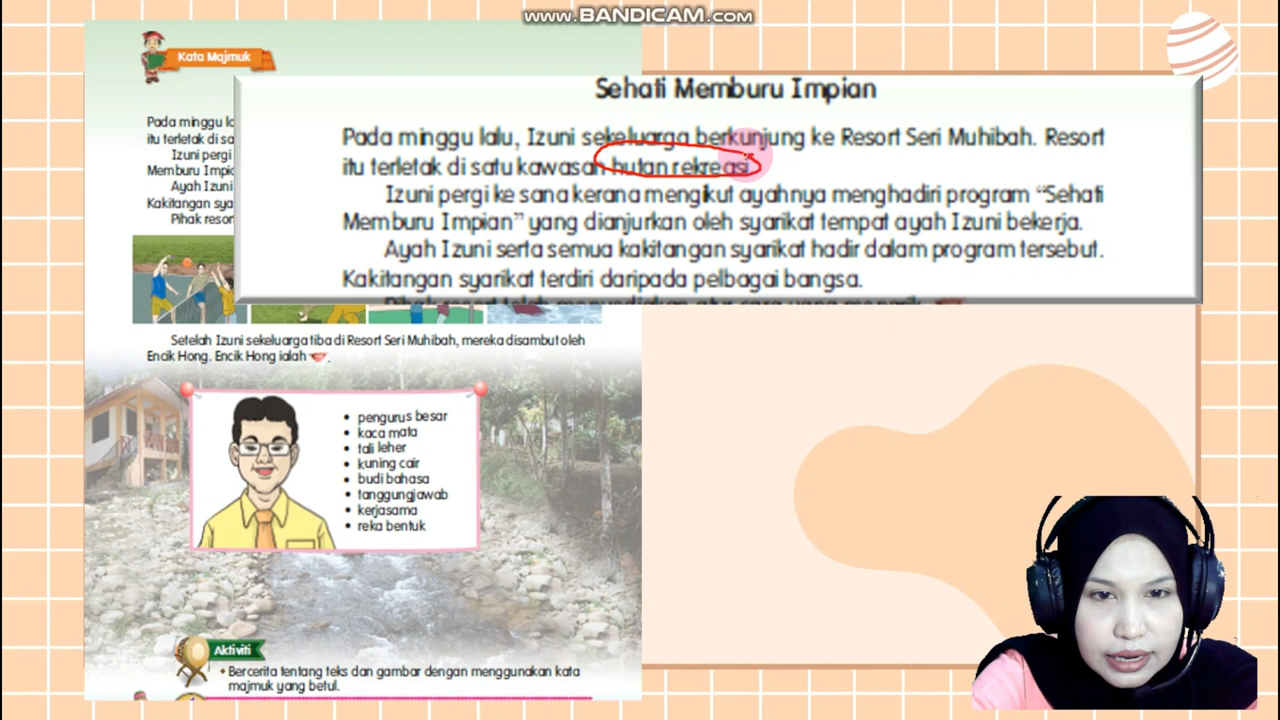 www.BANDICAM.com
Kata Majmuk
Sehati Memburu Impian
Pada minggu lalu, Izuni sekeluarga berkunjung ke Resort Seri Muhibah. Resort
itu terletak di satu kawasan hutan rekreasi.
Izuni pergi ke sana kerana mengikut ayahnya menghadiri program “Sehati
Memburu Impian” yang dianjurkan oleh syarikat tempat ayah Izuni bekerja.
Ayah Izuni serta semua kakitangan syarikat hadir dalam program tersebut.
Kakitangan syarikat terdiri daripada pelbagai bangsa.
Pada minggu la
itu terletak di sa
Izuni pergi
Memburu Impia
Ayah Izuni
Kakitangan sya
Pihak resor
Setelah Izuni sekeluarga tiba di Resort Seri Muhibah, mereka disambut oleh
Encik Hong. Encik Hong ialah .
• pengurus besar
• kaca mata
• tali leher
• kuning cair
• budi bahasa
• tanggungjawab
• kerjasama
• reka bentuk
Aktiviti
• Bercerita tentang teks dan gambar dengan menggunakan kata
majmuk yang betul.